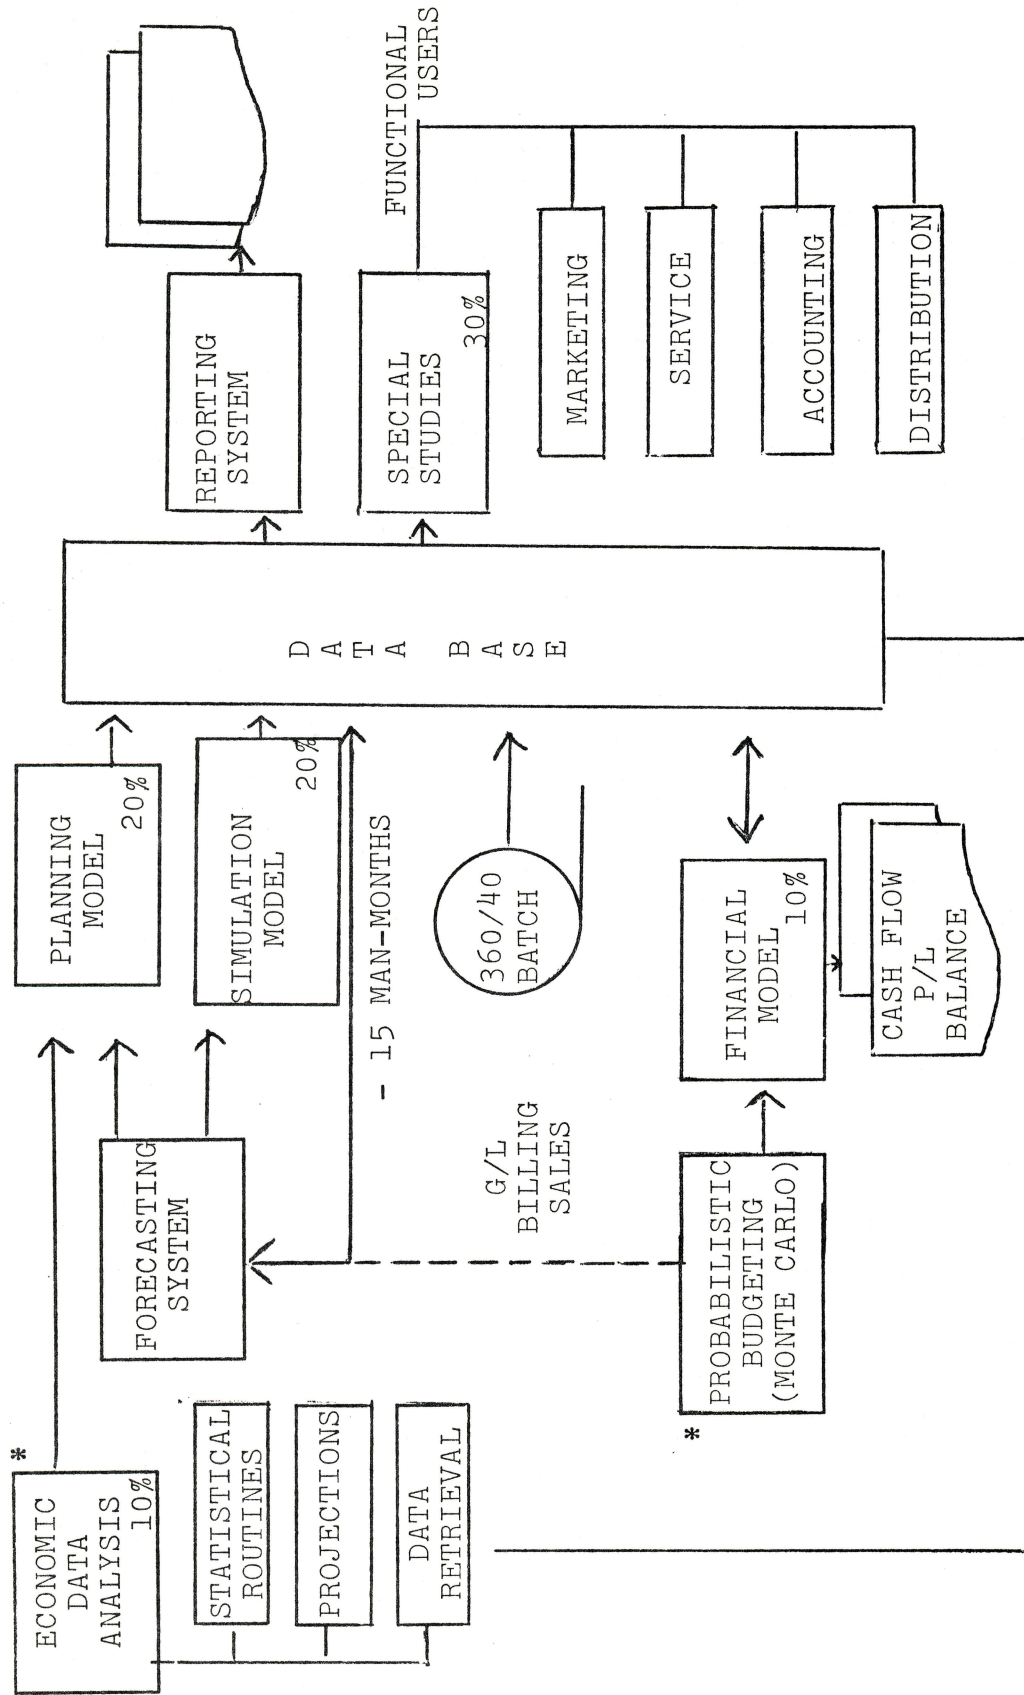 *
ECONOMIC
DATA
ANALYSIS
10%
STATISTICAL
ROUTINES
PROJECTIONS
DATA
RETRIEVAL
FORECASTING
SYSTEM
*
PROBABILISTIC
BUDGETING
(MONTE CARLO)
PLANNING
MODEL
20%
SIMULATION
MODEL
20%
- 15 MAN-MONTHS
G/L
BILLING
SALES
360/40
BATCH
FINANCIAL
MODEL
10%
CASH FLOW
P/L
BALANCE
DATA BASE
REPORTING
SYSTEM
SPECIAL
STUDIES
30%
FUNCTIONAL
USERS
MARKETING
SERVICE
ACCOUNTING
DISTRIBUTION